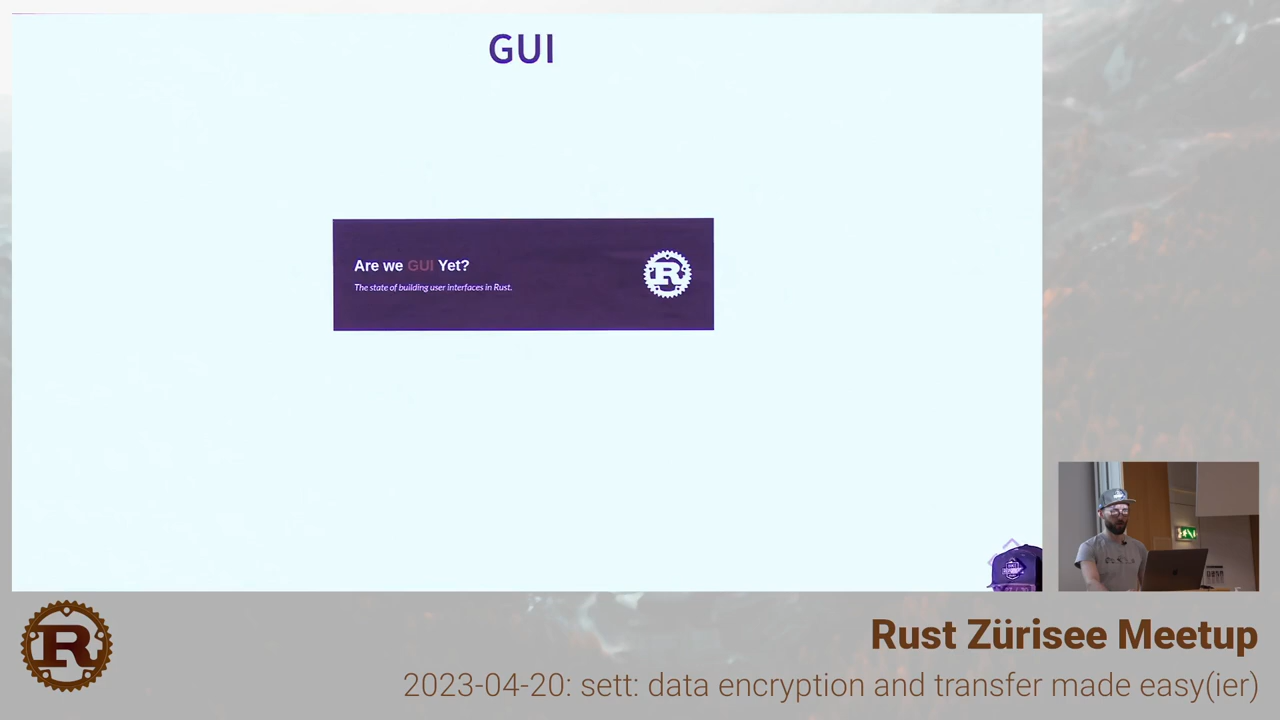 GUI
Are we GUI Yet?
The state of building user interfaces in Rust.
R
R
Rust Zürisee Meetup
2023-04-20: sett: data encryption and transfer made easy(ier)